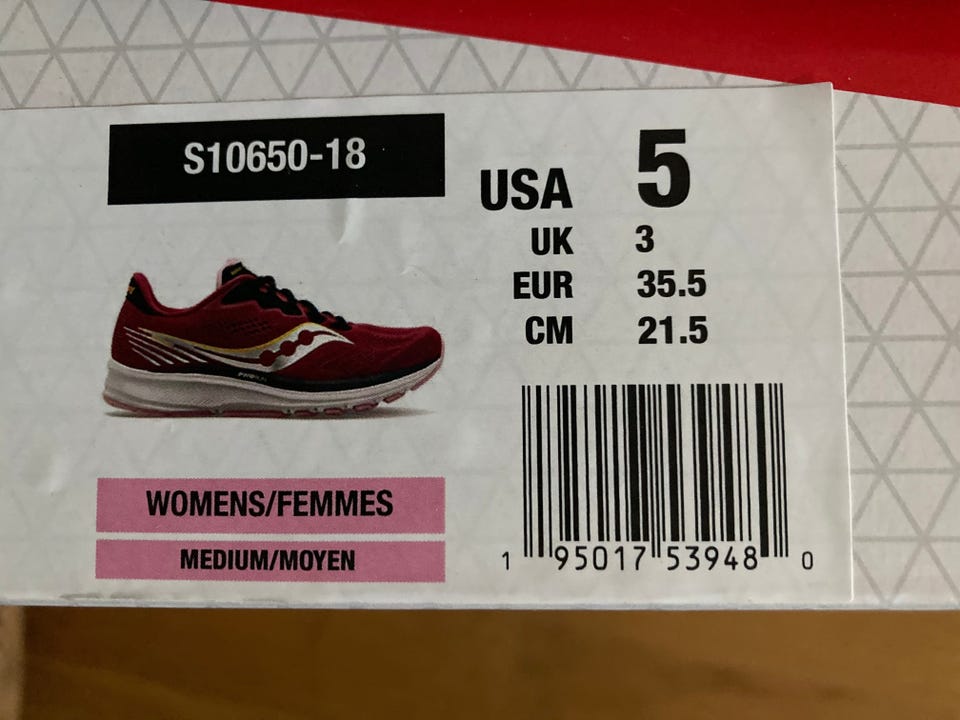 S10650-18
USA 5
UK 3
EUR 35.5
CM 21.5
WOMENS/FEMMES
MEDIUM/MOYEN
1 95017 53948 0